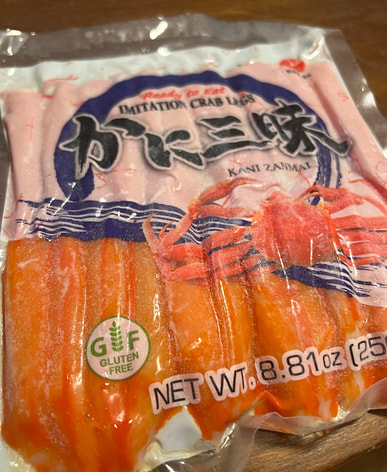 Ready to Eat
IMITATION CRAB LEGS
かに三昧
KANI ZANMAI
GF
GLUTEN
FREE
NET WT. 8.81oz (25